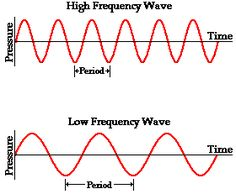 High Frequency Wave
Pressure
Time
Period
Low Frequency Wave
Pressure
Time
Period